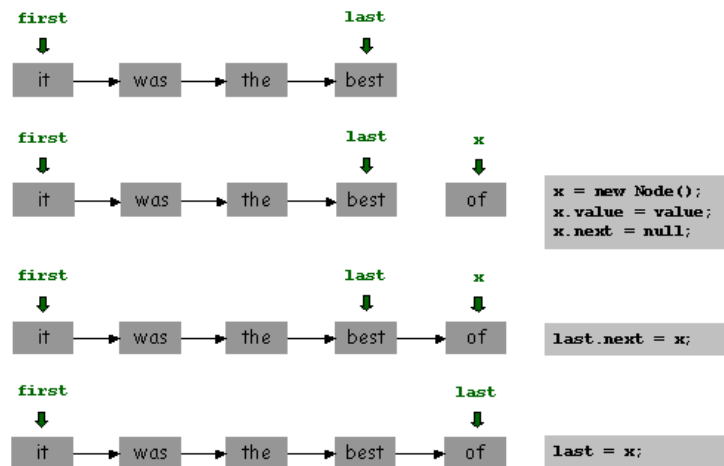 first last
it was the best
first last x
it was the best of
x = new Node();
x.value = value;
x.next = null;
first last x
it was the best of
last.next = x;
first last
it was the best of
last = x;